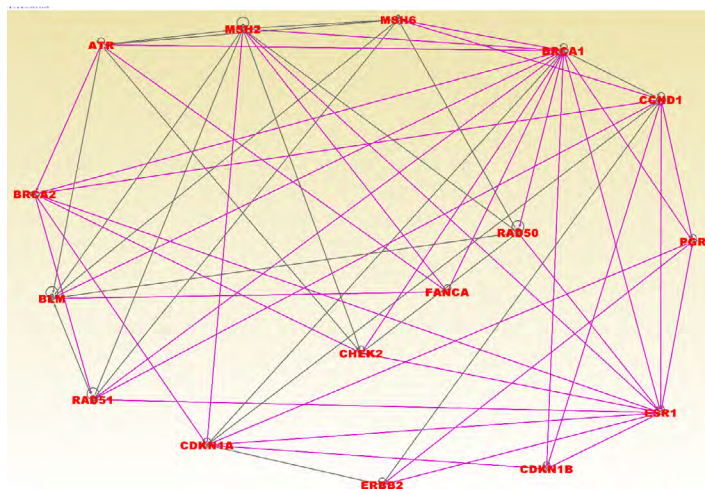 MSH6
MSH2
ATR
BRCA1
CCND1
BRCA2
RAD50
PGR
FANCA
BLM
CHEK2
RAD51
ESR1
CDKN1A
CDKN1B
ERBB2